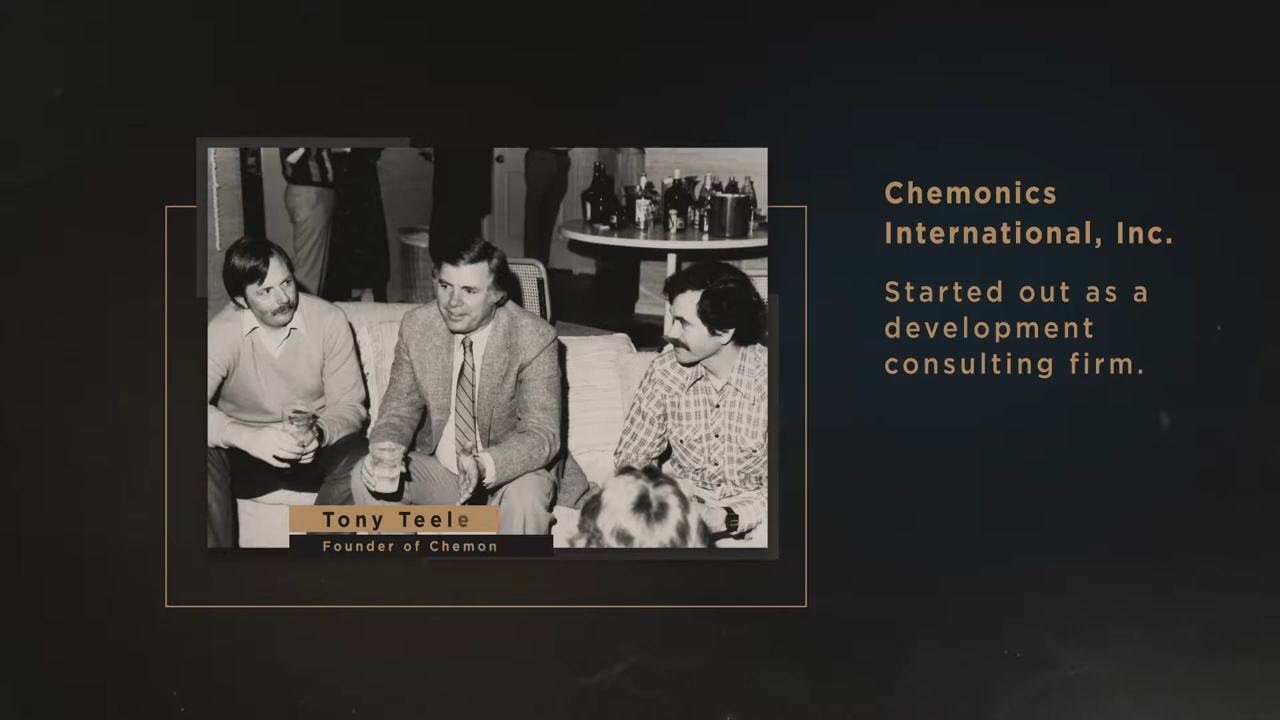 Chemonics
International, Inc.
Started out as a
development
consulting firm.
Tony Teele
Founder of Chemon